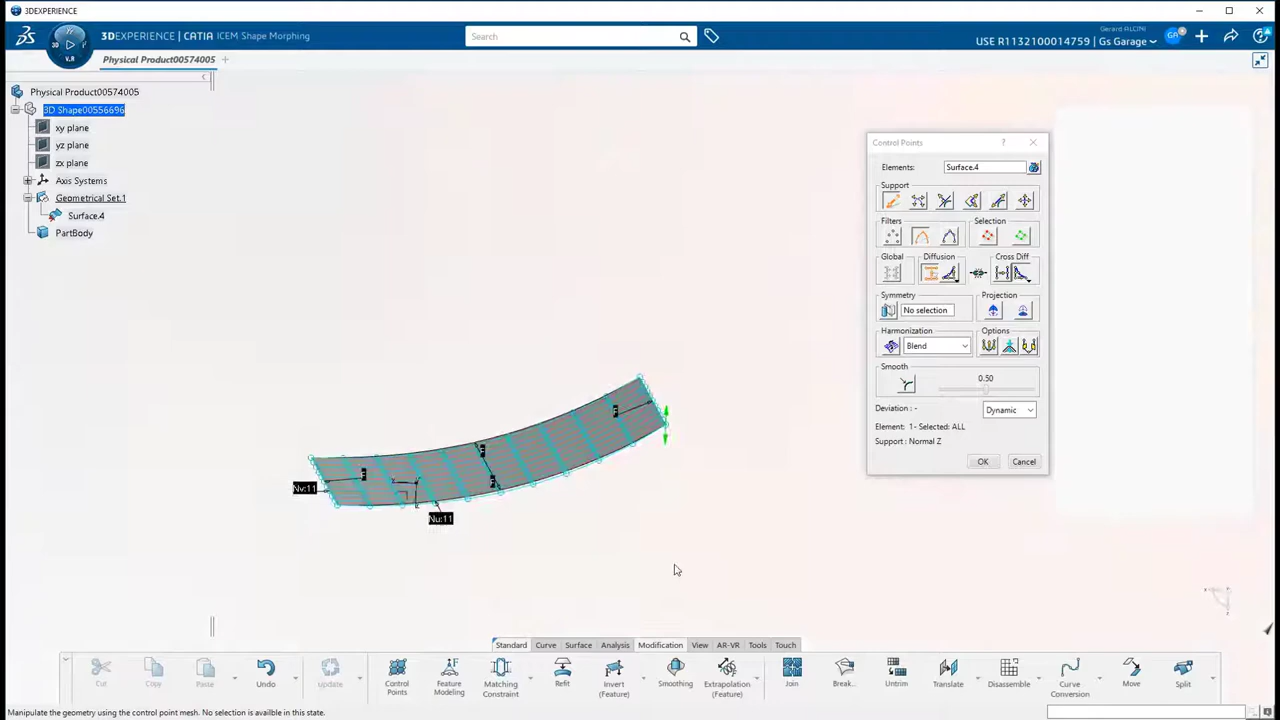 3DEXPERIENCE
3DEXPERIENCE | CATIA ICEM Shape Morphing
Search
Gerard ALCINI
USE R1132100014759 | Gs Garage
3D
V.R
Physical Product00574005
Physical Product00574005
3D Shape00556696
xy plane
yz plane
zx plane
Axis Systems
Geometrical Set.1
Surface.4
PartBody
Control Points
Elements: Surface.4
Support
Filters Selection
Global Diffusion Cross Diff
Symmetry Projection
No selection
Harmonization Options
Blend
Smooth
0.50
Deviation : - Dynamic
Element: 1- Selected: ALL
Support : Normal Z
OK Cancel
Nv:11
Nu:11
Standard Curve Surface Analysis Modification View AR-VR Tools Touch
Cut Copy Paste Undo Update Control Points Feature Modeling Matching Constraint Refit Invert (Feature) Smoothing Extrapolation (Feature) Join Break... Untrim Translate Disassemble Curve Conversion Move Split
Manipulate the geometry using the control point mesh. No selection is availble in this state.